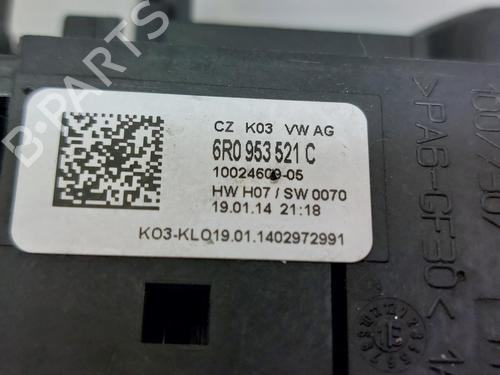 CZ K03 VW AG
6R0 953 521 C
10024609-05
HW H07 / SW 0070
19.01.14 21:18
K03-KLO19.01.1402972991
>PA6-GF30<
B-PARTS